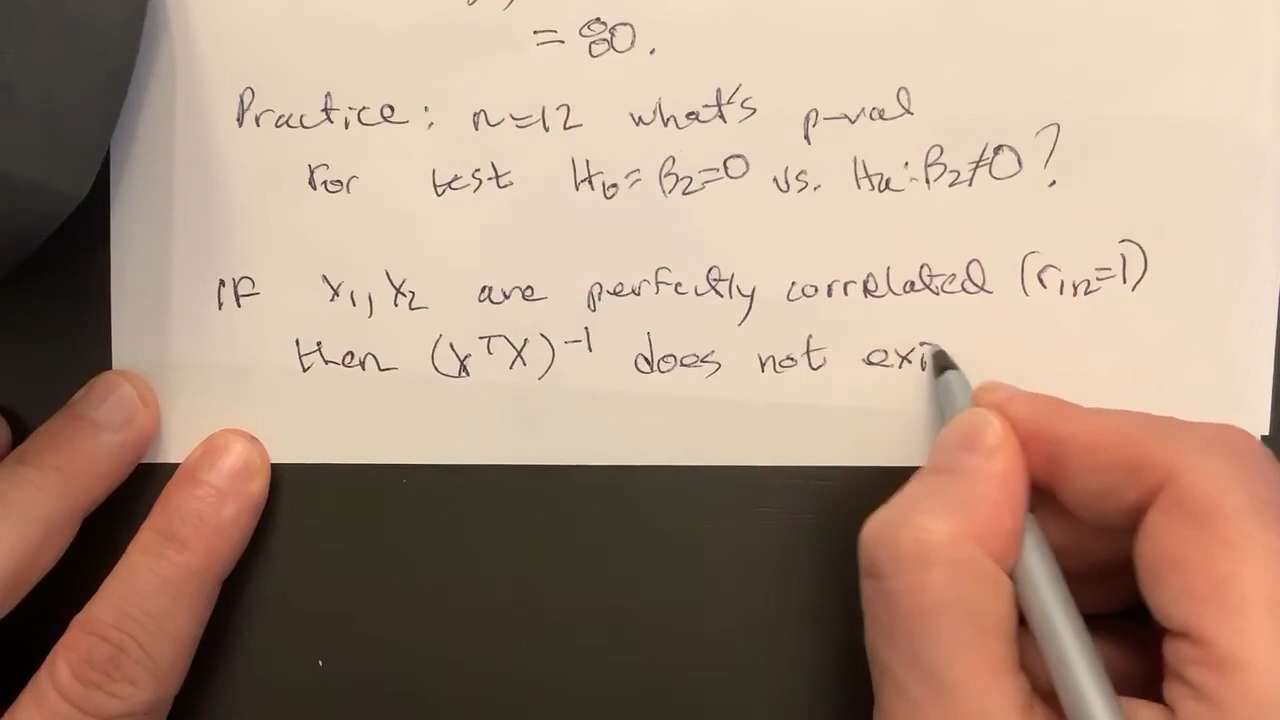 = 80.
Practice: n=12 what's p-val
For test H0 = β2=0 vs. Ha: β2≠0?
IF x1, x2 are perfectly correlated (r12=1)
then (XᵀX)⁻¹ does not exi